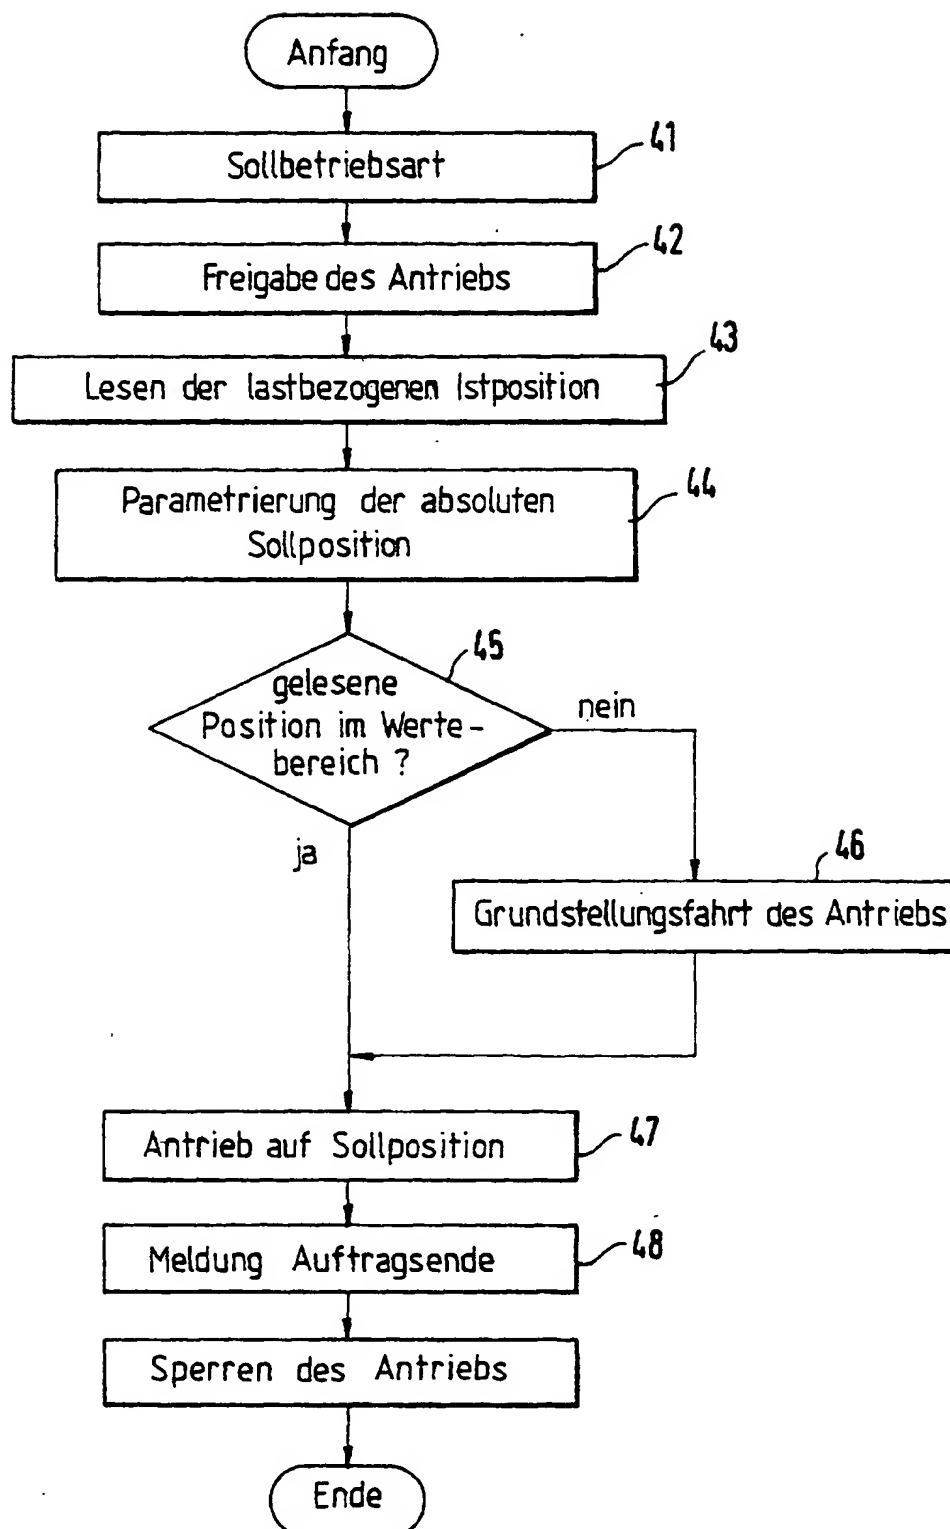 Anfang
41
Sollbetriebsart
42
Freigabe des Antriebs
43
Lesen der lastbezogenen Istposition
44
Parametrierung der absoluten
Sollposition
45
gelesene
Position im Werte-
bereich ?
nein
ja
46
Grundstellungsfahrt des Antriebs
47
Antrieb auf Sollposition
48
Meldung Auftragsende
Sperren des Antriebs
Ende